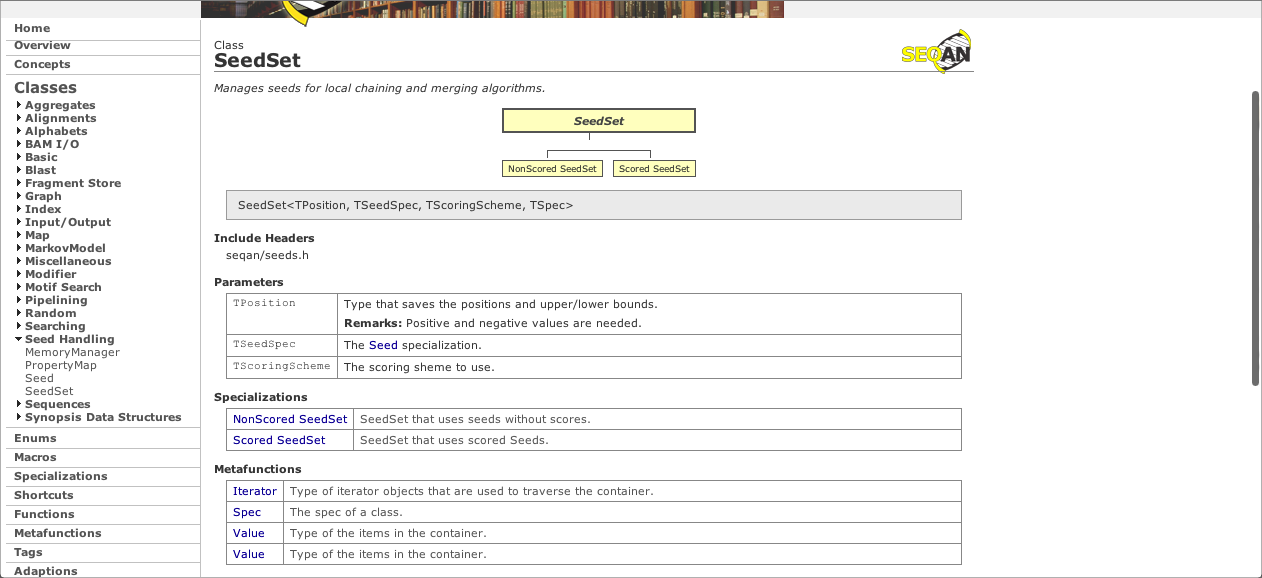 Home
Overview
Concepts
Classes
Aggregates
Alignments
Alphabets
BAM I/O
Basic
Blast
Fragment Store
Graph
Index
Input/Output
Map
MarkovModel
Miscellaneous
Modifier
Motif Search
Pipelining
Random
Searching
Seed Handling
MemoryManager
PropertyMap
Seed
SeedSet
Sequences
Synopsis Data Structures
Enums
Macros
Specializations
Shortcuts
Functions
Metafunctions
Tags
Adaptions
Class
SeedSet
SEQAN
Manages seeds for local chaining and merging algorithms.
SeedSet
NonScored SeedSet Scored SeedSet
SeedSet<TPosition, TSeedSpec, TScoringScheme, TSpec>
Include Headers
seqan/seeds.h
Parameters
TPosition Type that saves the positions and upper/lower bounds.
Remarks: Positive and negative values are needed.
TSeedSpec The Seed specialization.
TScoringScheme The scoring sheme to use.
Specializations
NonScored SeedSet SeedSet that uses seeds without scores.
Scored SeedSet SeedSet that uses scored Seeds.
Metafunctions
Iterator Type of iterator objects that are used to traverse the container.
Spec The spec of a class.
Value Type of the items in the container.
Value Type of the items in the container.